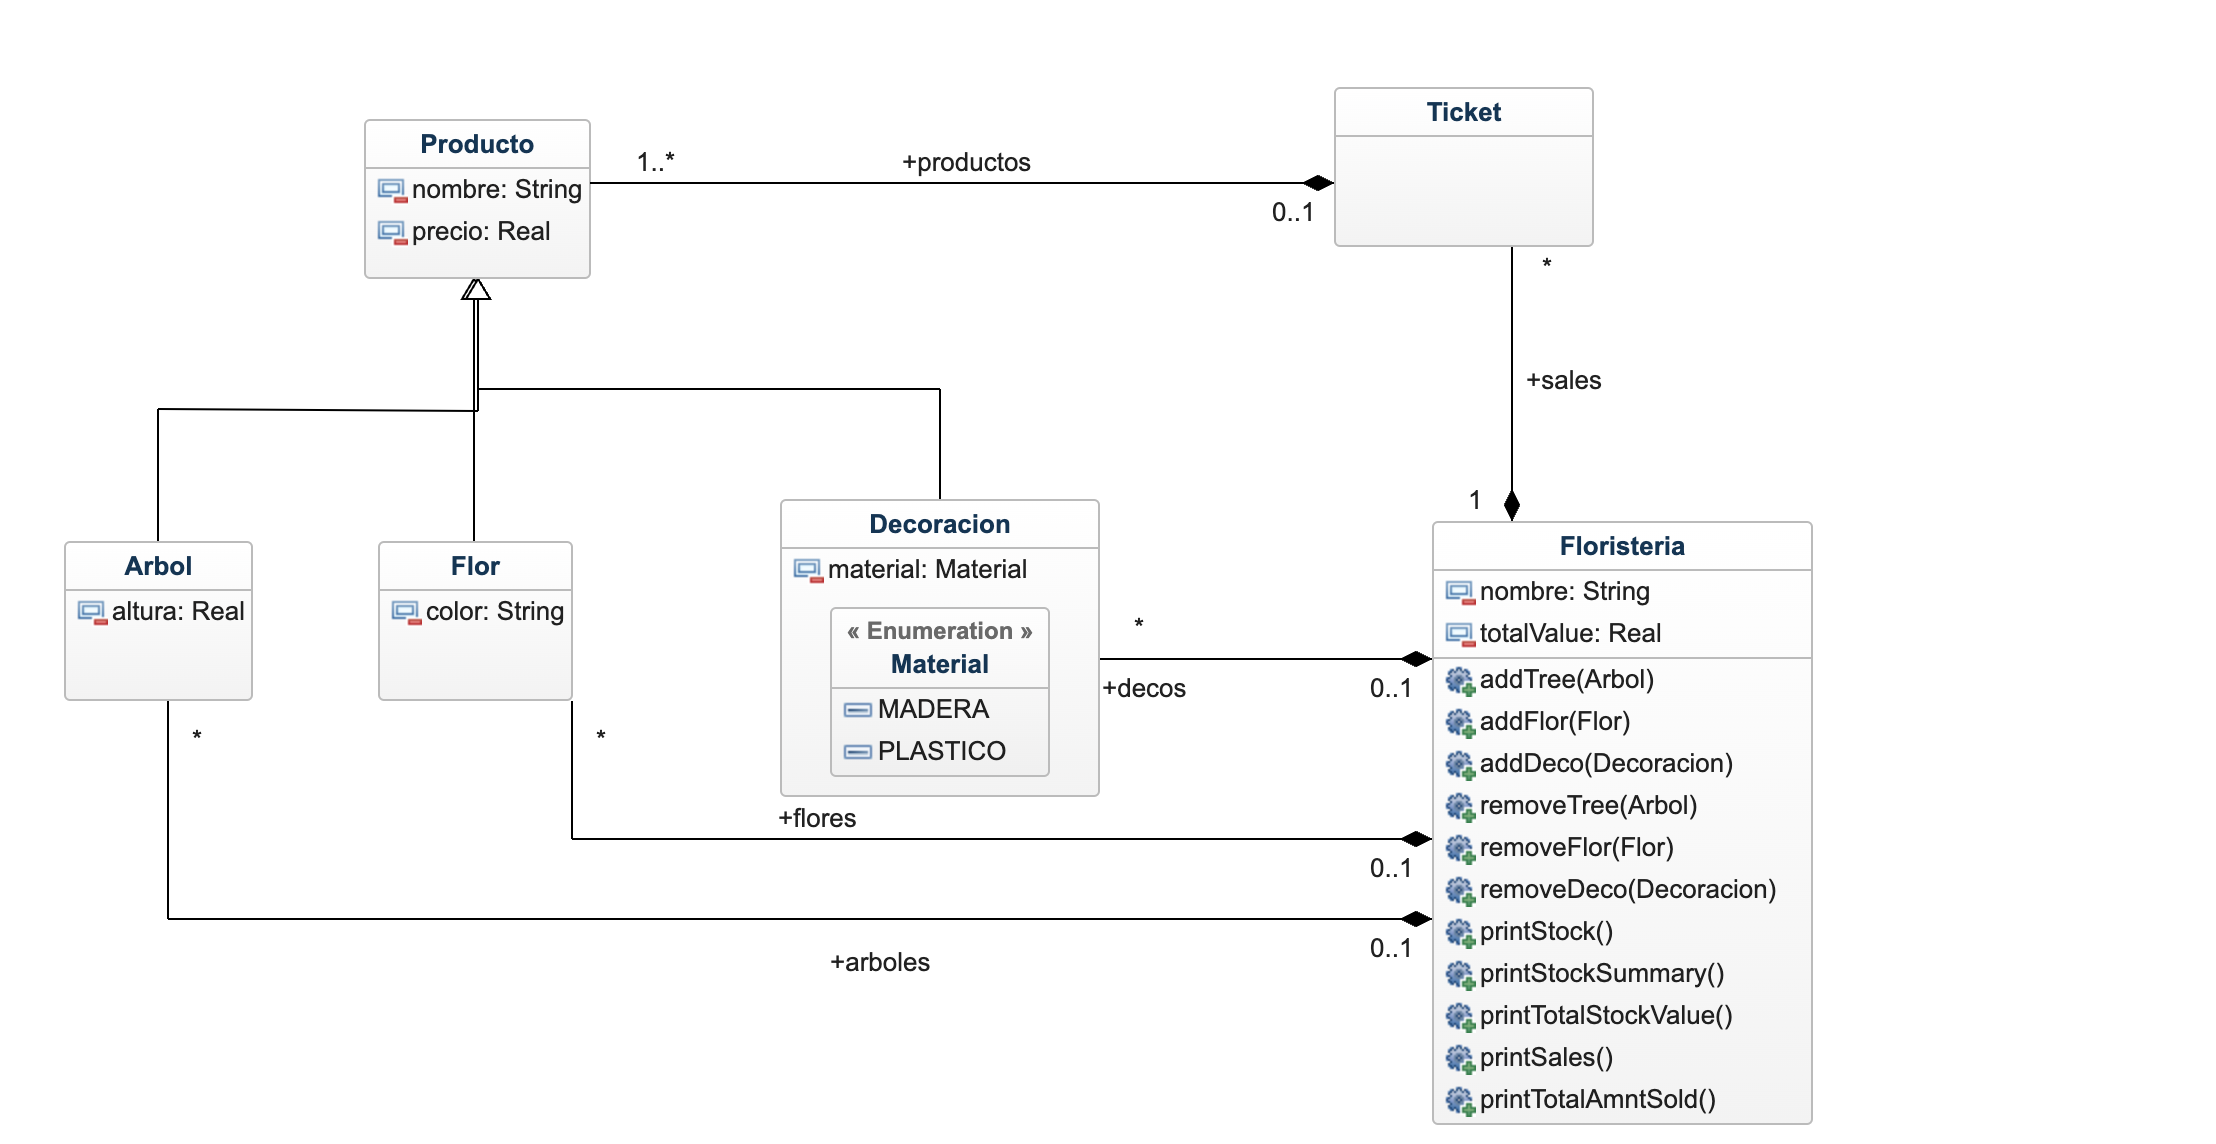 Producto
nombre: String
precio: Real
1..*
+productos
0..1
Ticket
*
+sales
1
Arbol
altura: Real
*
Flor
color: String
*
Decoracion
material: Material
« Enumeration »
Material
MADERA
PLASTICO
*
+decos
0..1
+flores
0..1
+arboles
0..1
Floristeria
nombre: String
totalValue: Real
addTree(Arbol)
addFlor(Flor)
addDeco(Decoracion)
removeTree(Arbol)
removeFlor(Flor)
removeDeco(Decoracion)
printStock()
printStockSummary()
printTotalStockValue()
printSales()
printTotalAmntSold()